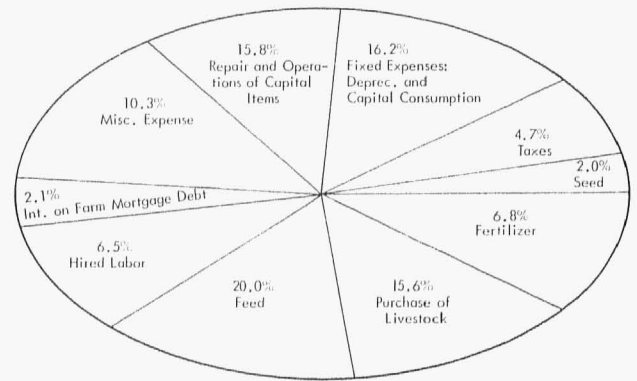 15.8%
Repair and Opera-
tions of Capital
Items
16.2%
Fixed Expenses:
Deprec. and
Capital Consumption
10.3%
Misc. Expense
4.7%
Taxes
2.0%
Seed
2.1%
Int. on Farm Mortgage Debt
6.8%
Fertilizer
6.5%
Hired Labor
20.0%
Feed
15.6%
Purchase of
Livestock